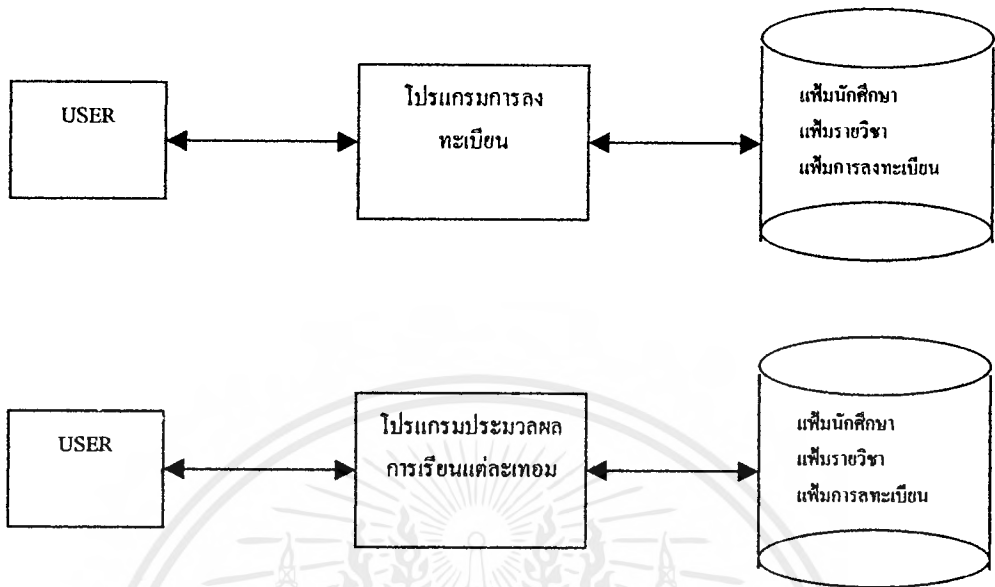 USER
โปรแกรมการลง
ทะเบียน
แฟ้มนักศึกษา
แฟ้มรายวิชา
แฟ้มการลงทะเบียน
USER
โปรแกรมประมวลผล
การเรียนแต่ละเทอม
แฟ้มนักศึกษา
แฟ้มรายวิชา
แฟ้มการลทะเบียน